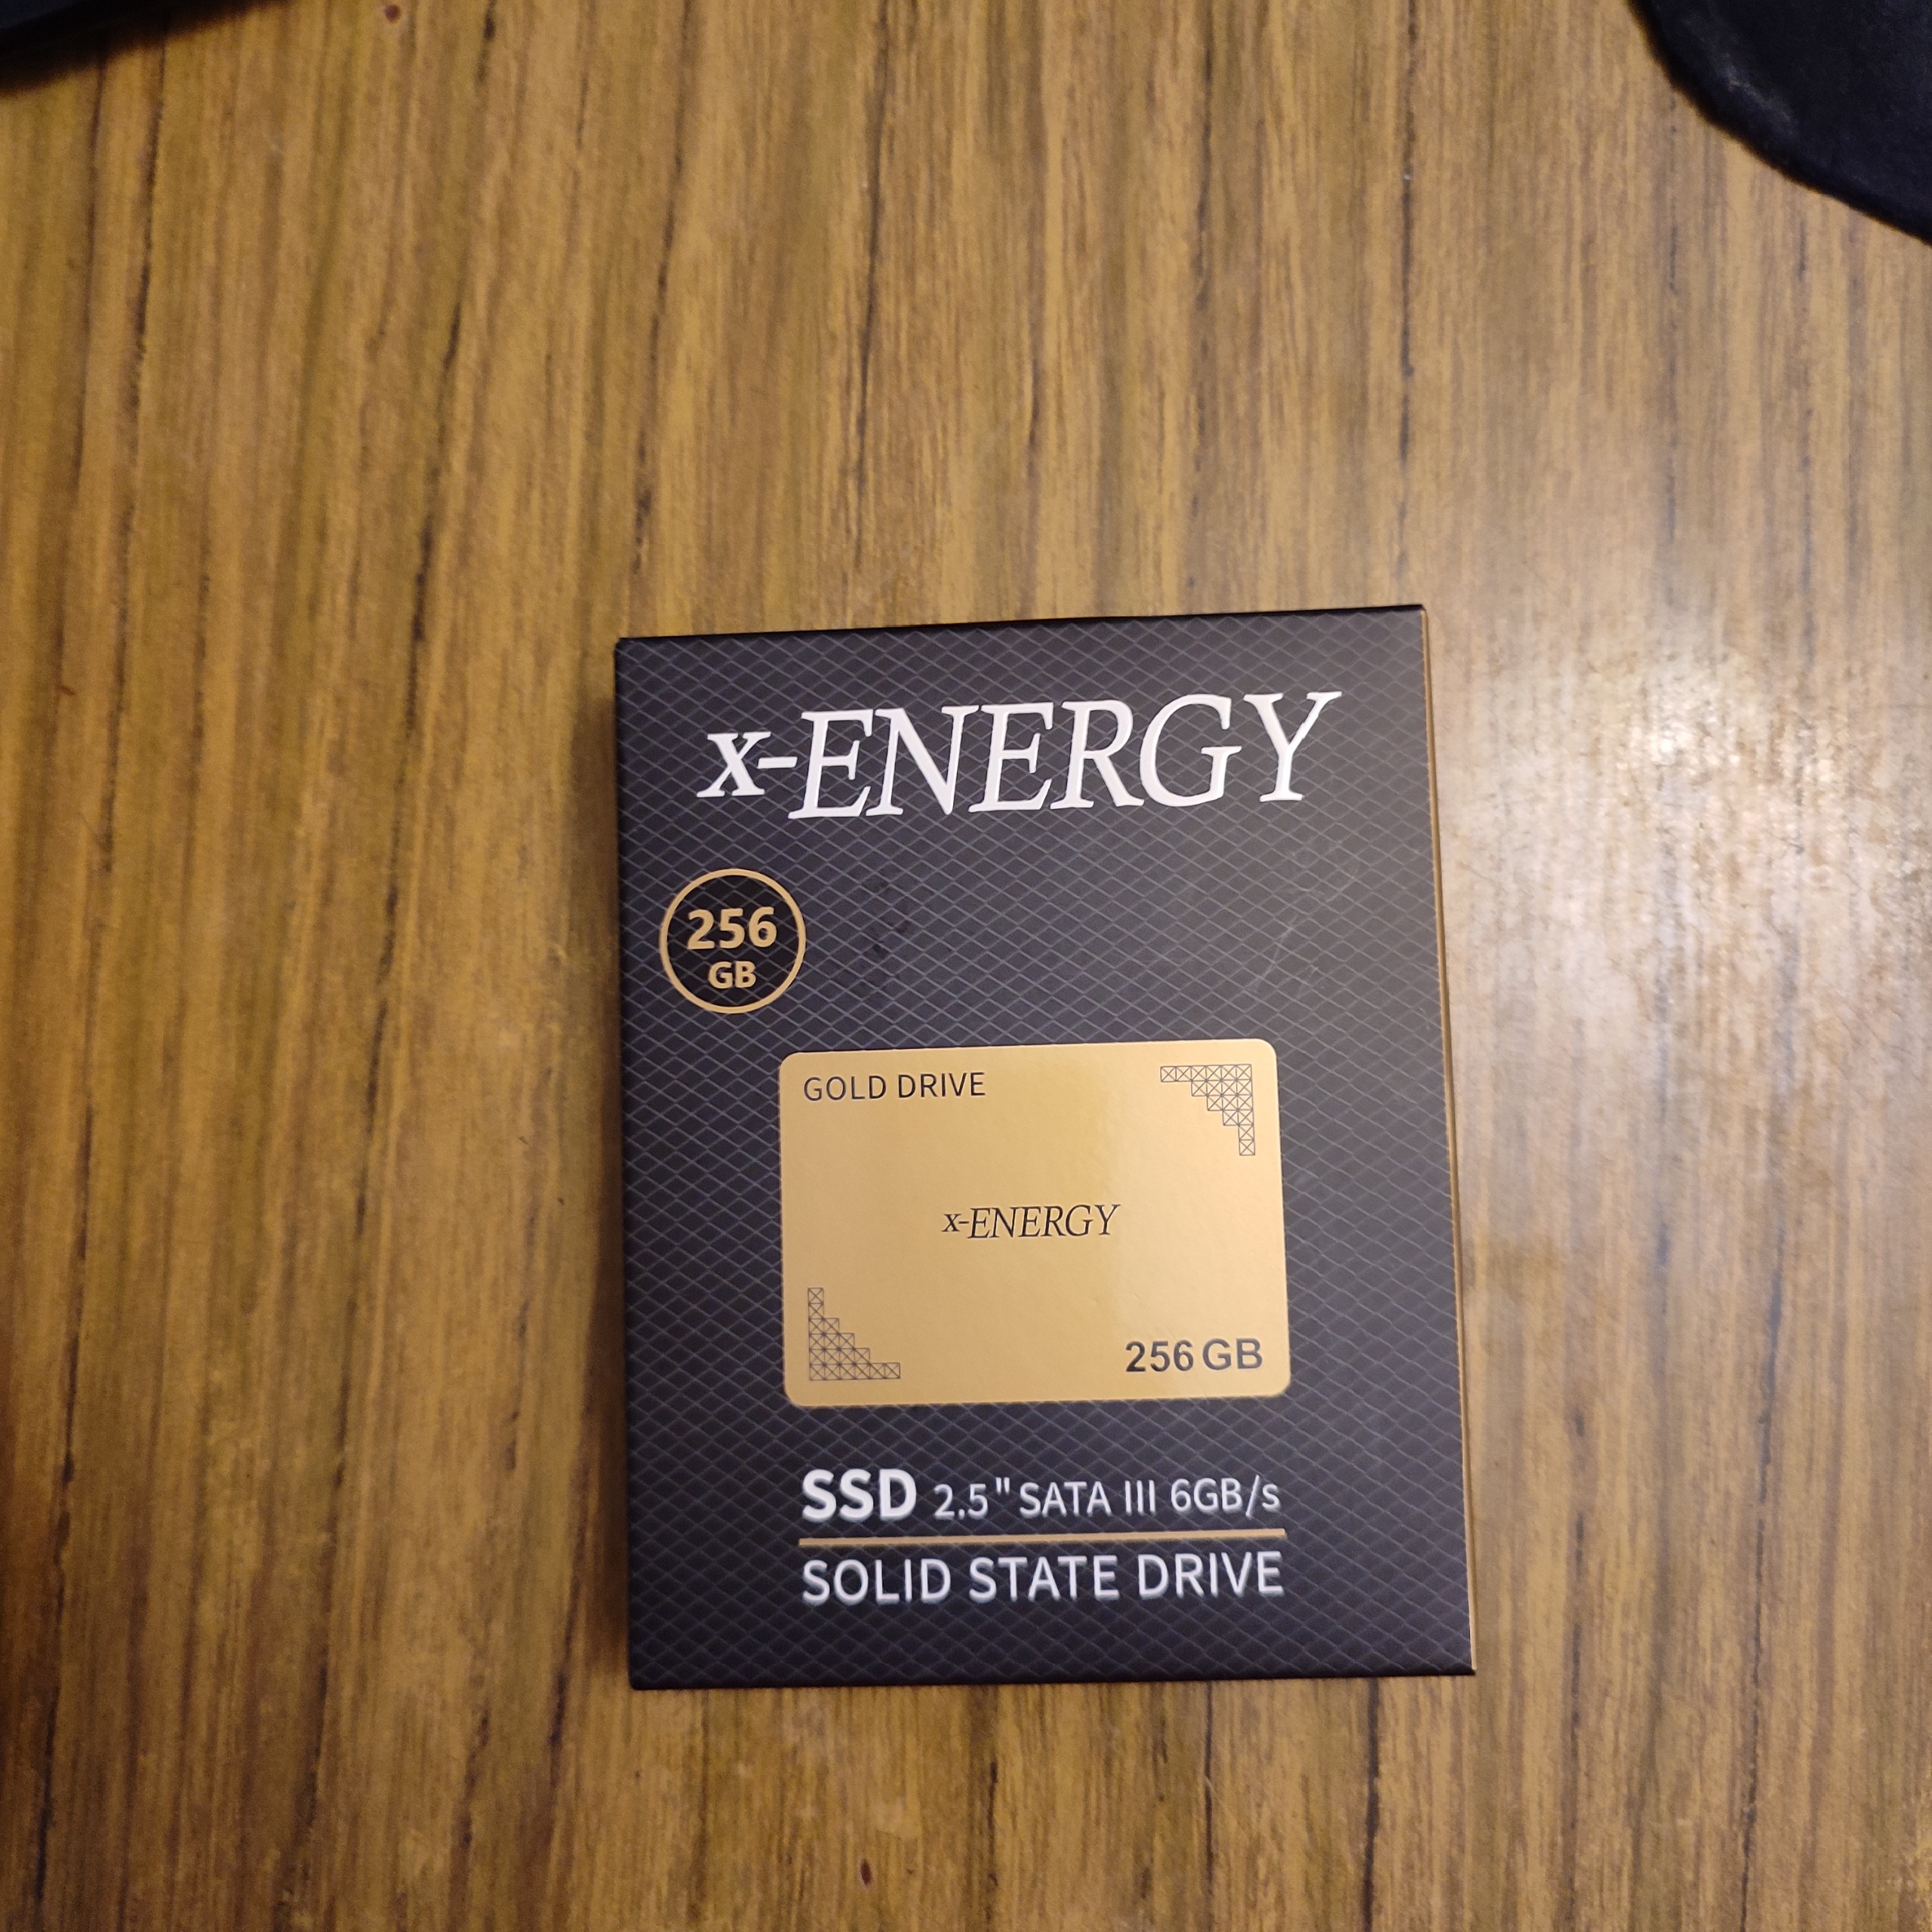 x-ENERGY
256
GB
GOLD DRIVE
x-ENERGY
256 GB
SSD 2.5" SATA III 6GB/s
SOLID STATE DRIVE